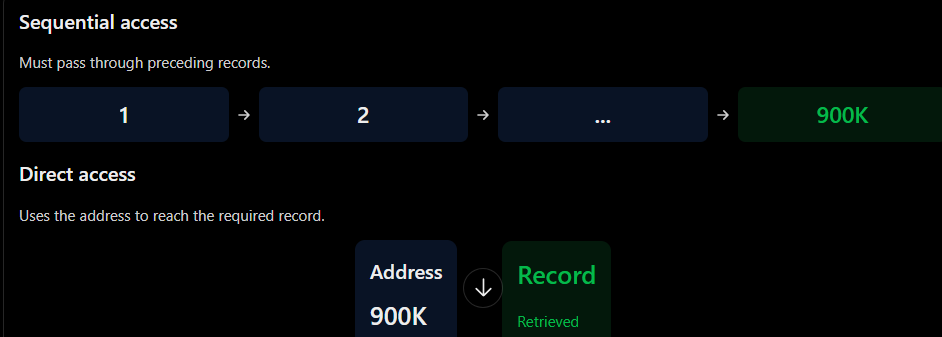 Sequential access
Must pass through preceding records.
1 → 2 → ... → 900K
Direct access
Uses the address to reach the required record.
Address ↓ Record
900K Retrieved